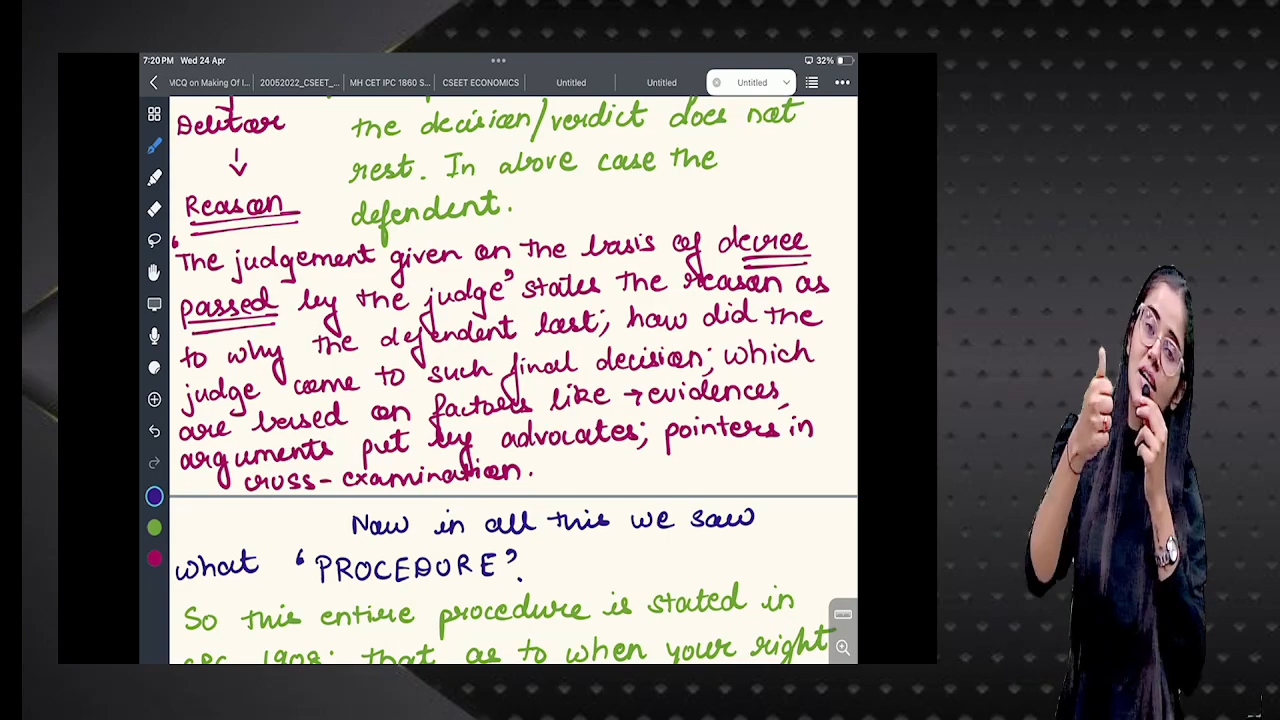 7:20 PM Wed 24 Apr
32%
MCQ on Making Of I...
20052022_CSEET_...
MH CET IPC 1860 S...
CSEET ECONOMICS
Untitled
Untitled
Untitled
Debtor
↓
Reason
the decision/verdict does not
rest. In above case the
defendent.
'The judgement given on the basis of decree
passed by the judge' states the reason as
to why the defendent lost; how did the
judge come to such final decision; which
are based on factors like → evidences,
arguments put by advocates; pointers in
cross-examination.
Now in all this we saw
what 'PROCEDURE'.
So this entire procedure is stated in
CPC 1908; that as to when your right